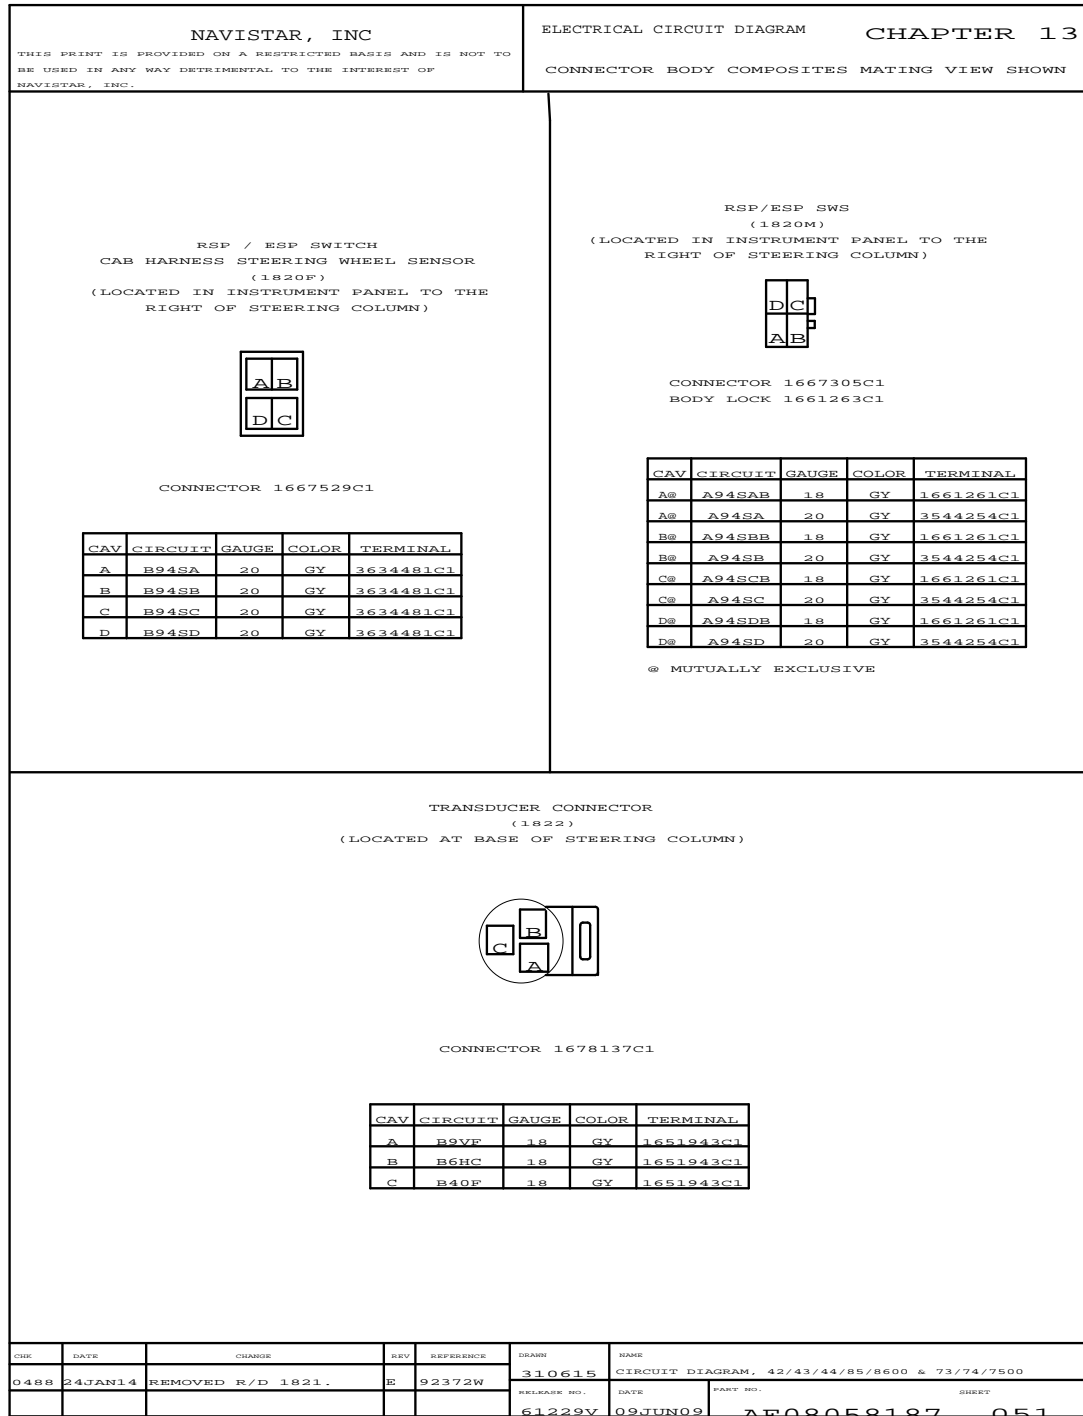 NAVISTAR, INC
THIS PRINT IS PROVIDED ON A RESTRICTED BASIS AND IS NOT TO
BE USED IN ANY WAY DETRIMENTAL TO THE INTEREST OF
NAVISTAR, INC.
ELECTRICAL CIRCUIT DIAGRAM CHAPTER 13
CONNECTOR BODY COMPOSITES MATING VIEW SHOWN
RSP / ESP SWITCH
CAB HARNESS STEERING WHEEL SENSOR
(1820F)
(LOCATED IN INSTRUMENT PANEL TO THE
RIGHT OF STEERING COLUMN)
A B
D C
CONNECTOR 1667529C1
CAV CIRCUIT GAUGE COLOR TERMINAL
A B94SA 20 GY 3634481C1
B B94SB 20 GY 3634481C1
C B94SC 20 GY 3634481C1
D B94SD 20 GY 3634481C1
RSP/ESP SWS
(1820M)
(LOCATED IN INSTRUMENT PANEL TO THE
RIGHT OF STEERING COLUMN)
D C
A B
CONNECTOR 1667305C1
BODY LOCK 1661263C1
CAV CIRCUIT GAUGE COLOR TERMINAL
A@ A94SAB 18 GY 1661261C1
A@ A94SA 20 GY 3544254C1
B@ A94SBB 18 GY 1661261C1
B@ A94SB 20 GY 3544254C1
C@ A94SCB 18 GY 1661261C1
C@ A94SC 20 GY 3544254C1
D@ A94SDB 18 GY 1661261C1
D@ A94SD 20 GY 3544254C1
@ MUTUALLY EXCLUSIVE
TRANSDUCER CONNECTOR
(1822)
(LOCATED AT BASE OF STEERING COLUMN)
B
C
A
CONNECTOR 1678137C1
CAV CIRCUIT GAUGE COLOR TERMINAL
A B9VF 18 GY 1651943C1
B B6HC 18 GY 1651943C1
C B40F 18 GY 1651943C1
CHK DATE CHANGE REV REFERENCE
0488 24JAN14 REMOVED R/D 1821. E 92372W
DRAWN
310615
NAME
CIRCUIT DIAGRAM, 42/43/44/85/8600 & 73/74/7500
RELEASE NO.
61229V
DATE
09JUN09
PART NO. SHEET
AF08058187 051